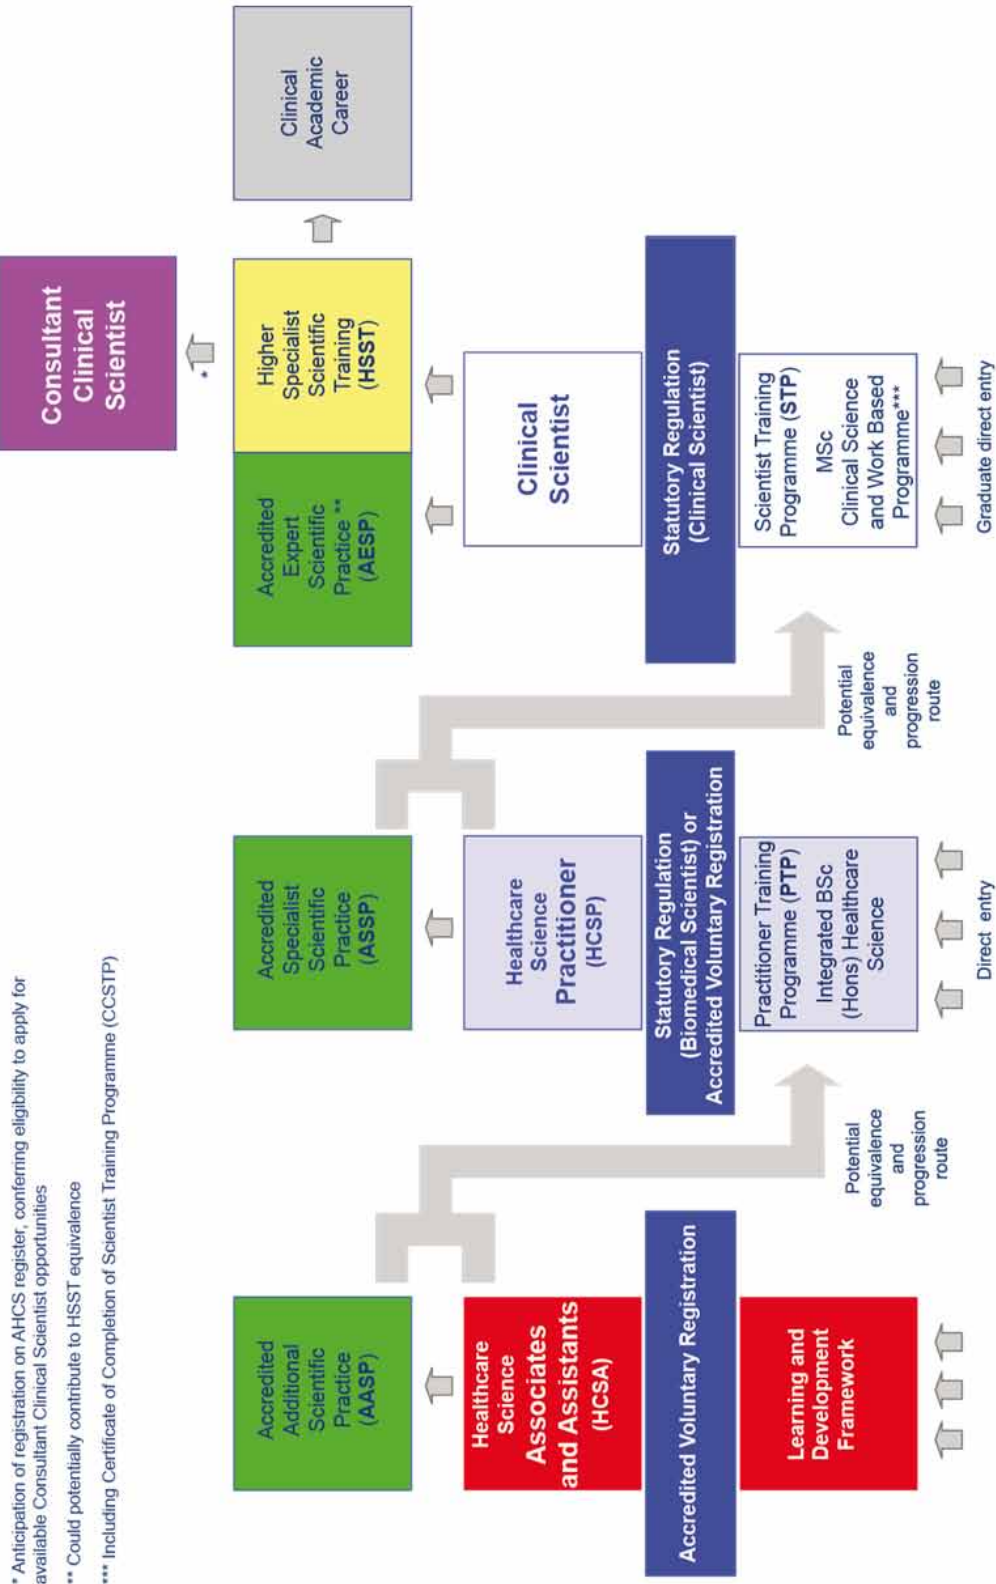 * Anticipation of registration on AHCS register, conferring eligibility to apply for
available Consultant Clinical Scientist opportunities
** Could potentially contribute to HSST equivalence
*** Including Certificate of Completion of Scientist Training Programme (CCSTP)
Consultant
Clinical
Scientist
*
Accredited
Additional
Scientific
Practice
(AASP)
Accredited
Specialist
Scientific
Practice
(ASSP)
Accredited
Expert
Scientific
Practice **
(AESP)
Higher
Specialist
Scientific
Training
(HSST)
Clinical
Academic
Career
Healthcare
Science
Associates
and Assistants
(HCSA)
Healthcare
Science
Practitioner
(HCSP)
Clinical
Scientist
Accredited Voluntary Registration
Statutory Regulation
(Biomedical Scientist) or
Accredited Voluntary Registration
Statutory Regulation
(Clinical Scientist)
Learning and
Development
Framework
Practitioner Training
Programme (PTP)
Integrated BSc
(Hons) Healthcare
Science
Scientist Training
Programme (STP)
MSc
Clinical Science
and Work Based
Programme***
Potential
equivalence
and
progression
route
Potential
equivalence
and
progression
route
Direct entry
Graduate direct entry